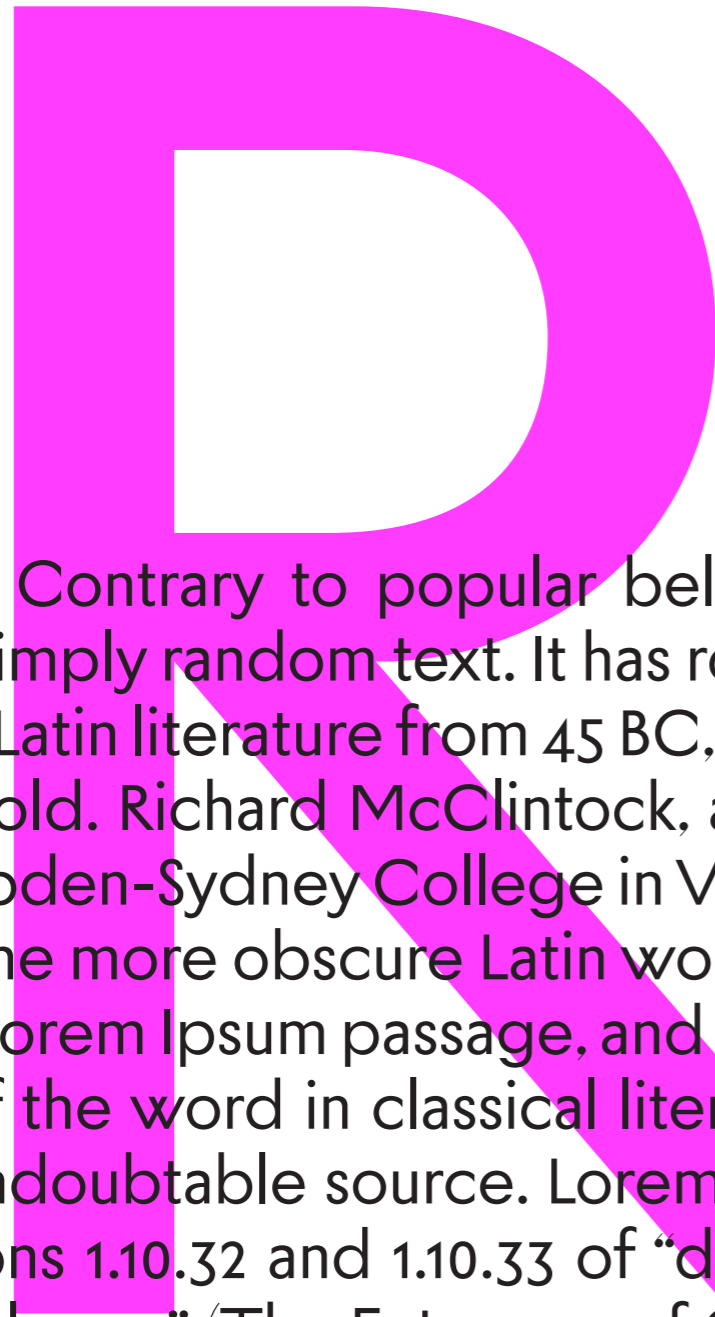 R
Contrary to popular bel
imply random text. It has ro
Latin literature from 45 BC,
old. Richard McClintock, a
oden-Sydney College in V
he more obscure Latin wo
orem Ipsum passage, and
f the word in classical liter
ndoubtable source. Lorem
ons 1.10.32 and 1.10.33 of “d